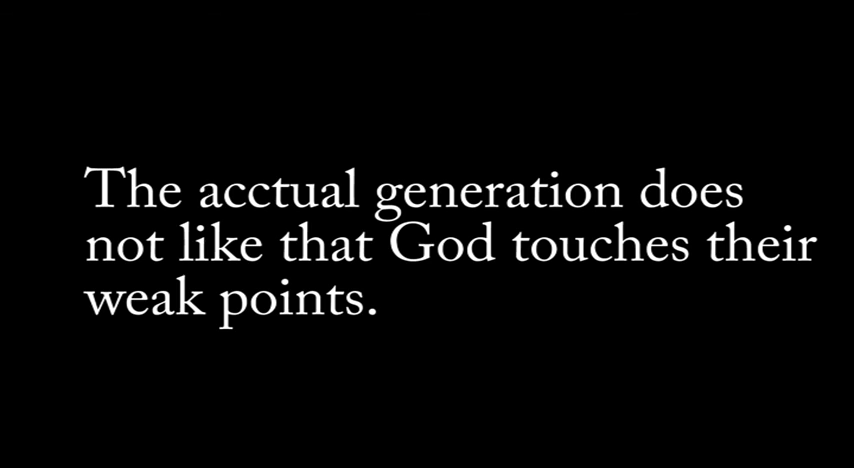 The acctual generation does
not like that God touches their
weak points.